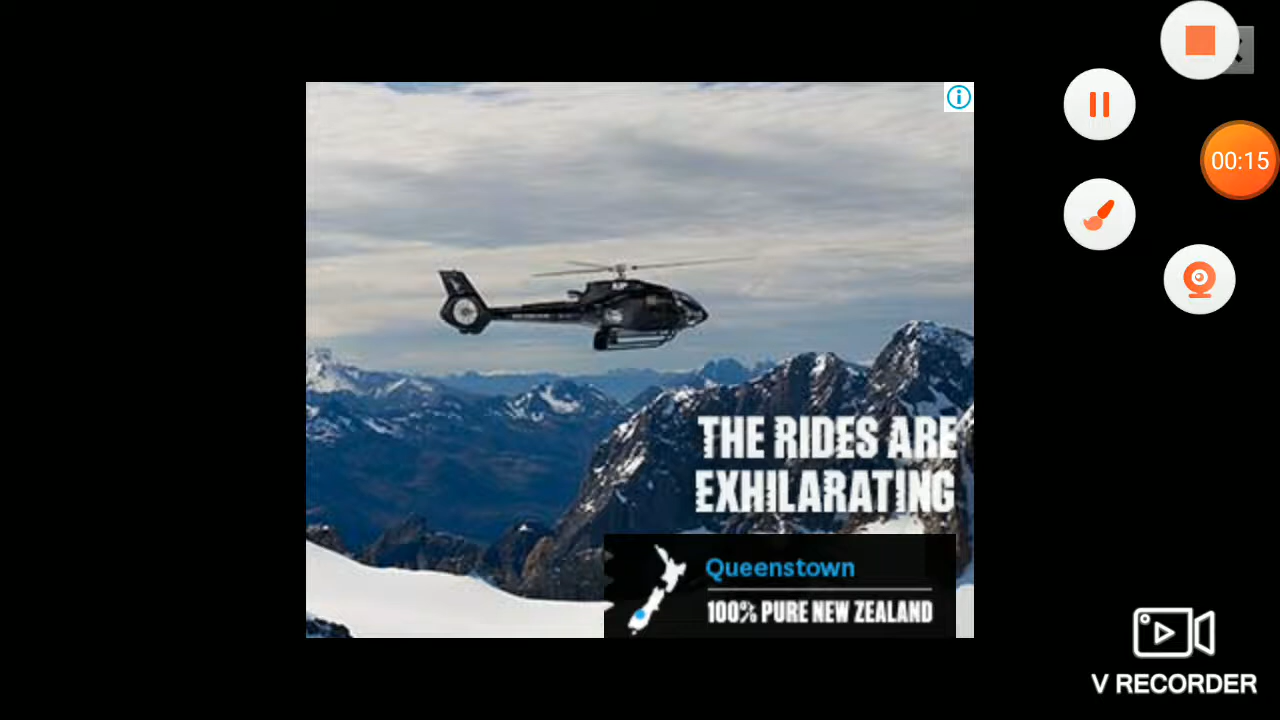 00:15
THE RIDES ARE
EXHILARATING
Queenstown
100% PURE NEW ZEALAND
V RECORDER